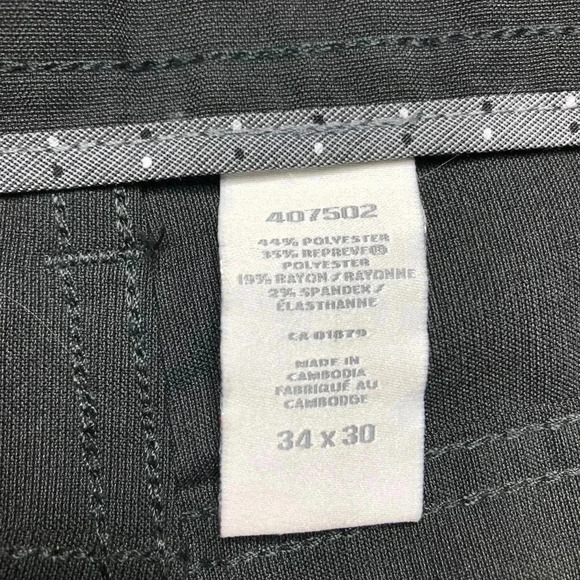 407502
44% POLYESTER
35% REPREVE®
POLYESTER
19% RAYON / RAYONNE
2% SPANDEX /
ÉLASTHANNE
CA 01879
MADE IN
CAMBODIA
FABRIQUÉ AU
CAMBODGE
34 x 30